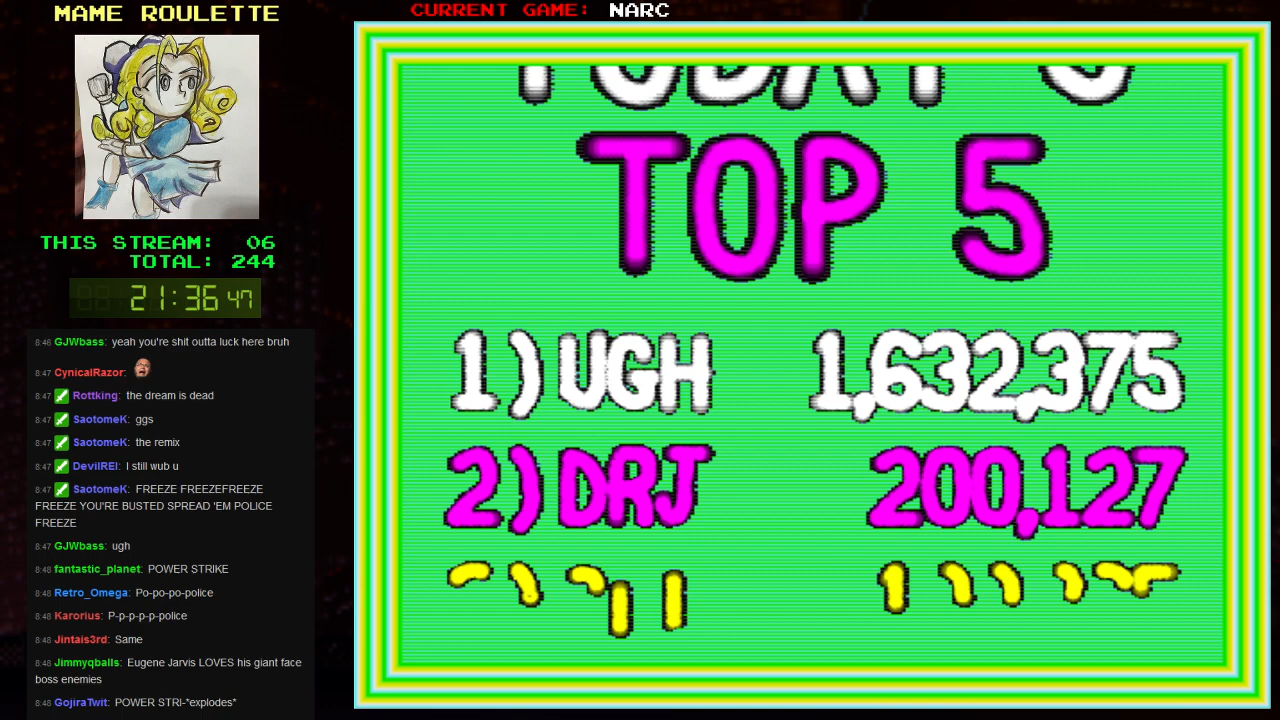 MAME ROULETTE
CURRENT GAME: NARC
THIS STREAM: 06
TOTAL: 244
21:36 47
8:46 GJWbass: yeah you're shit outta luck here bruh
8:47 CynicalRazor:
8:47 Rottking: the dream is dead
8:47 SaotomeK: ggs
8:47 SaotomeK: the remix
8:47 DevilREI: I still wub u
8:47 SaotomeK: FREEZE FREEZEFREEZE
FREEZE YOU'RE BUSTED SPREAD 'EM POLICE
FREEZE
8:47 GJWbass: ugh
8:48 fantastic_planet: POWER STRIKE
8:48 Retro_Omega: Po-po-po-police
8:48 Karorius: P-p-p-p-p-police
8:48 Jintais3rd: Same
8:48 Jimmyqballs: Eugene Jarvis LOVES his giant face
boss enemies
8:48 GojiraTwit: POWER STRI-*explodes*
TODAY'S
TOP 5
1) UGH 1,632,375
2) DRJ 200,127